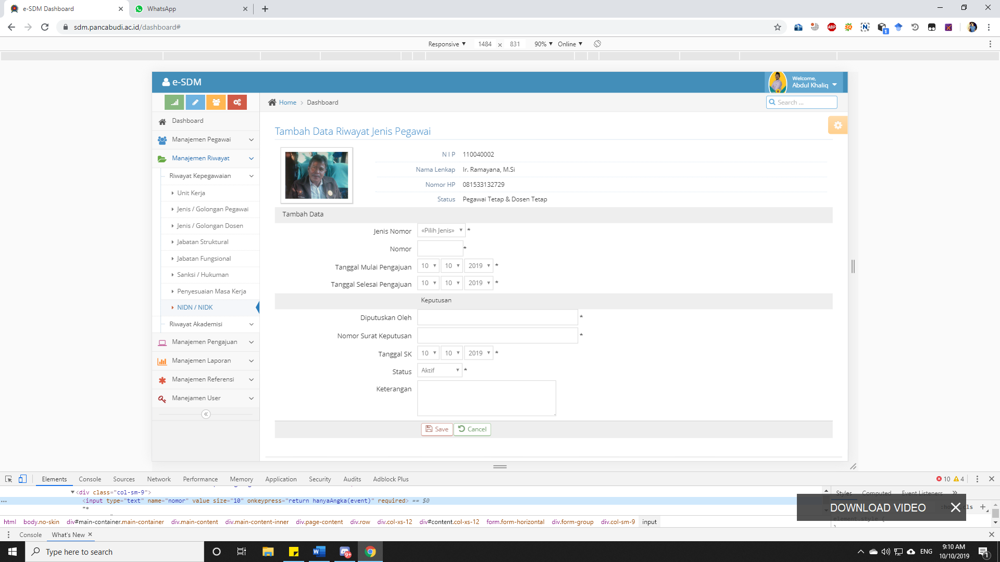 e-SDM Dashboard
WhatsApp
sdm.pancabudi.ac.id/dashboard#
ABP
1
Responsive ▼ 1484 × 831 90% ▼ Online ▼
e-SDM
Welcome,
Abdul Khaliq
Home > Dashboard
Search ...
Dashboard
Manajemen Pegawai
Manajemen Riwayat
Riwayat Kepegawaian
Unit Kerja
Jenis / Golongan Pegawai
Jenis / Golongan Dosen
Jabatan Struktural
Jabatan Fungsional
Sanksi / Hukuman
Penyesuaian Masa Kerja
NIDN / NIDK
Riwayat Akademisi
Manajemen Pengajuan
Manajemen Laporan
Manajemen Referensi
Manejamen User
Tambah Data Riwayat Jenis Pegawai
N I P 110040002
Nama Lenkap Ir. Ramayana, M.Si
Nomor HP 081533132729
Status Pegawai Tetap & Dosen Tetap
Tambah Data
Jenis Nomor «Pilih Jenis» *
Nomor *
Tanggal Mulai Pengajuan 10 10 2019 *
Tanggal Selesai Pengajuan 10 10 2019 *
Keputusan
Diputuskan Oleh *
Nomor Surat Keputusan *
Tanggal SK 10 10 2019 *
Status Aktif *
Keterangan
Save Cancel
Elements Console Sources Network Performance Memory Application Security Audits Adblock Plus 10 4
<div class="col-sm-9">
<input type="text" name="nomor" value size="10" onkeypress="return hanyaAngka(event)" required> == $0
"*
Styles Computed Event Listeners »
DOWNLOAD VIDEO
element.style {
html body.no-skin div#main-container.main-container div.main-content div.main-content-inner div.page-content div.row div.col-xs-12 div#content.col-xs-12 form.form-horizontal div.form-group div.col-sm-9 input
Console What's New
Type here to search
9+
ENG
9:10 AM
10/10/2019
1